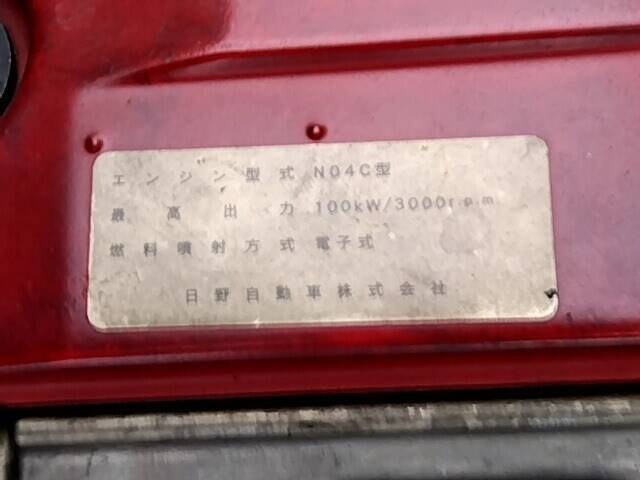 エンジン型式 N04C型
最高出力 100kW/3000r.p.m
燃料噴射方式 電子式
日野自動車株式会社